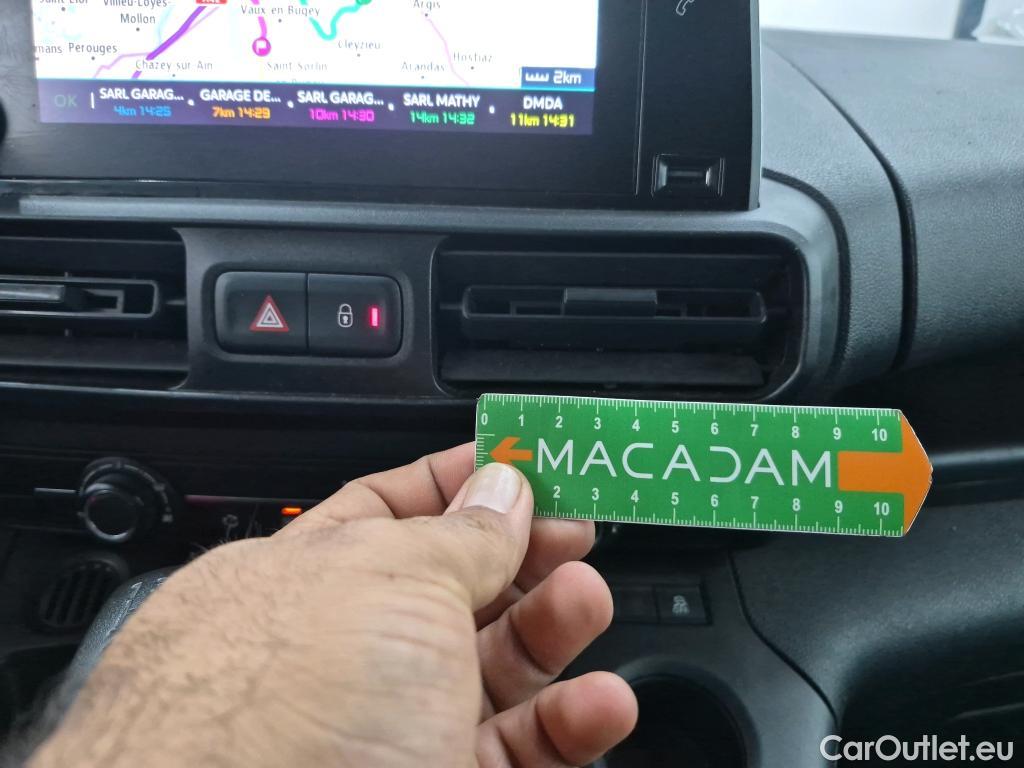 Villieu-Loyes-
Mollon
Vaux en Bugey
Argis
Pérouges
Chazey sur Ain
Cleyzieu
Saint Sorlin
en Bugey
Arandas
Hostiaz
2km
OK
SARL GARAG...
GARAGE DE...
SARL GARAG...
SARL MATHY
DMDA
4km 14:25
7km 14:29
10km 14:30
14km 14:32
11km 14:31
0 1 2 3 4 5 6 7 8 9 10
MACADAM
2 3 4 5 6 7 8 9 10
CarOutlet.eu